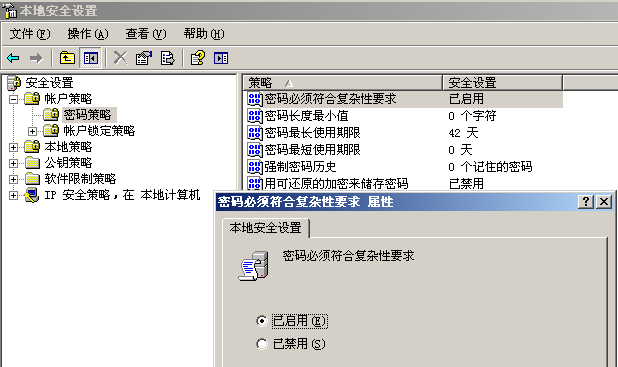 本地安全设置
文件(F) 操作(A) 查看(V) 帮助(H)
安全设置
帐户策略
密码策略
帐户锁定策略
本地策略
公钥策略
软件限制策略
IP 安全策略，在 本地计算机
策略 安全设置
密码必须符合复杂性要求 已启用
密码长度最小值 0 个字符
密码最长使用期限 42 天
密码最短使用期限 0 天
强制密码历史 0 个记住的密码
用可还原的加密来储存密码 已禁用
密码必须符合复杂性要求 属性
本地安全设置
密码必须符合复杂性要求
已启用(E)
已禁用(S)